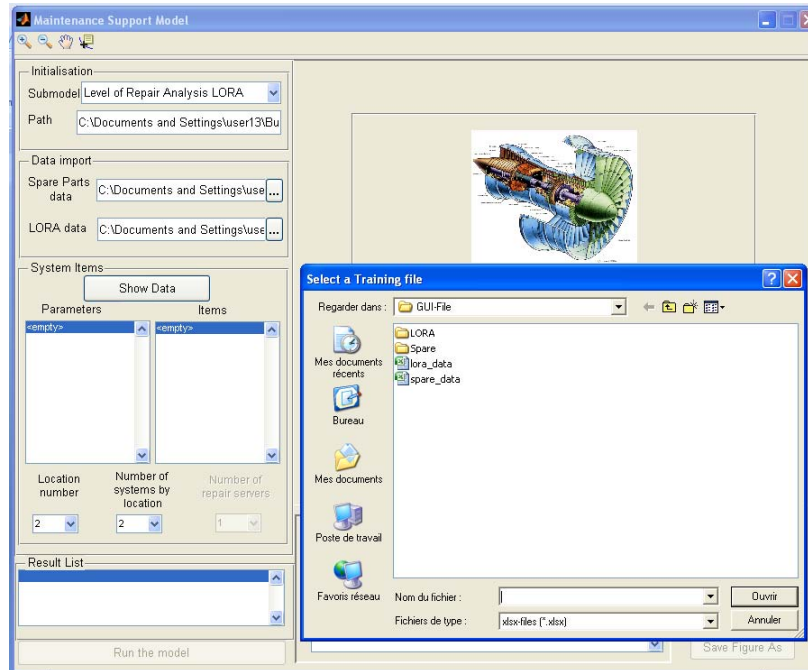 Maintenance Support Model
Initialisation
Submodel Level of Repair Analysis LORA
Path C:\Documents and Settings\user13\Bu
Data import
Spare Parts data C:\Documents and Settings\use ...
LORA data C:\Documents and Settings\use ...
System Items
Show Data
Parameters Items
<empty> <empty>
Location number
Number of systems by location
Number of repair servers
2 2 1
Result List
Run the model
Select a Training file
Regarder dans : GUI-File
Mes documents récents
Bureau
Mes documents
Poste de travail
Favoris réseau
LORA
Spare
lora_data
spare_data
Nom du fichier : Ouvrir
Fichiers de type : xlsx-files (*.xlsx) Annuler
Save Figure As